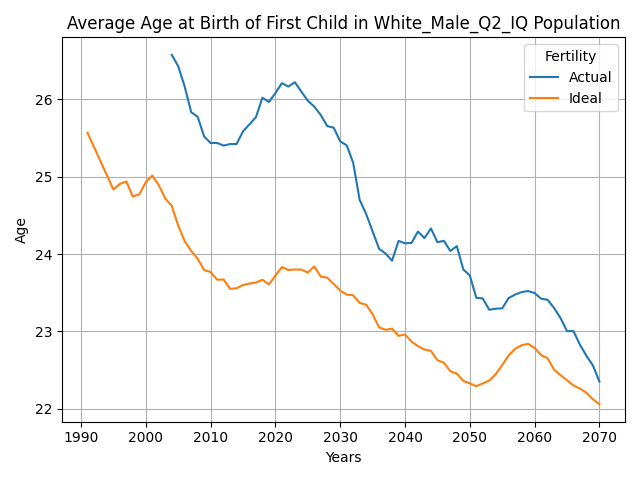 Average Age at Birth of First Child in White_Male_Q2_IQ Population
Fertility
Actual
Ideal
Age
26
25
24
23
22
1990 2000 2010 2020 2030 2040 2050 2060 2070
Years